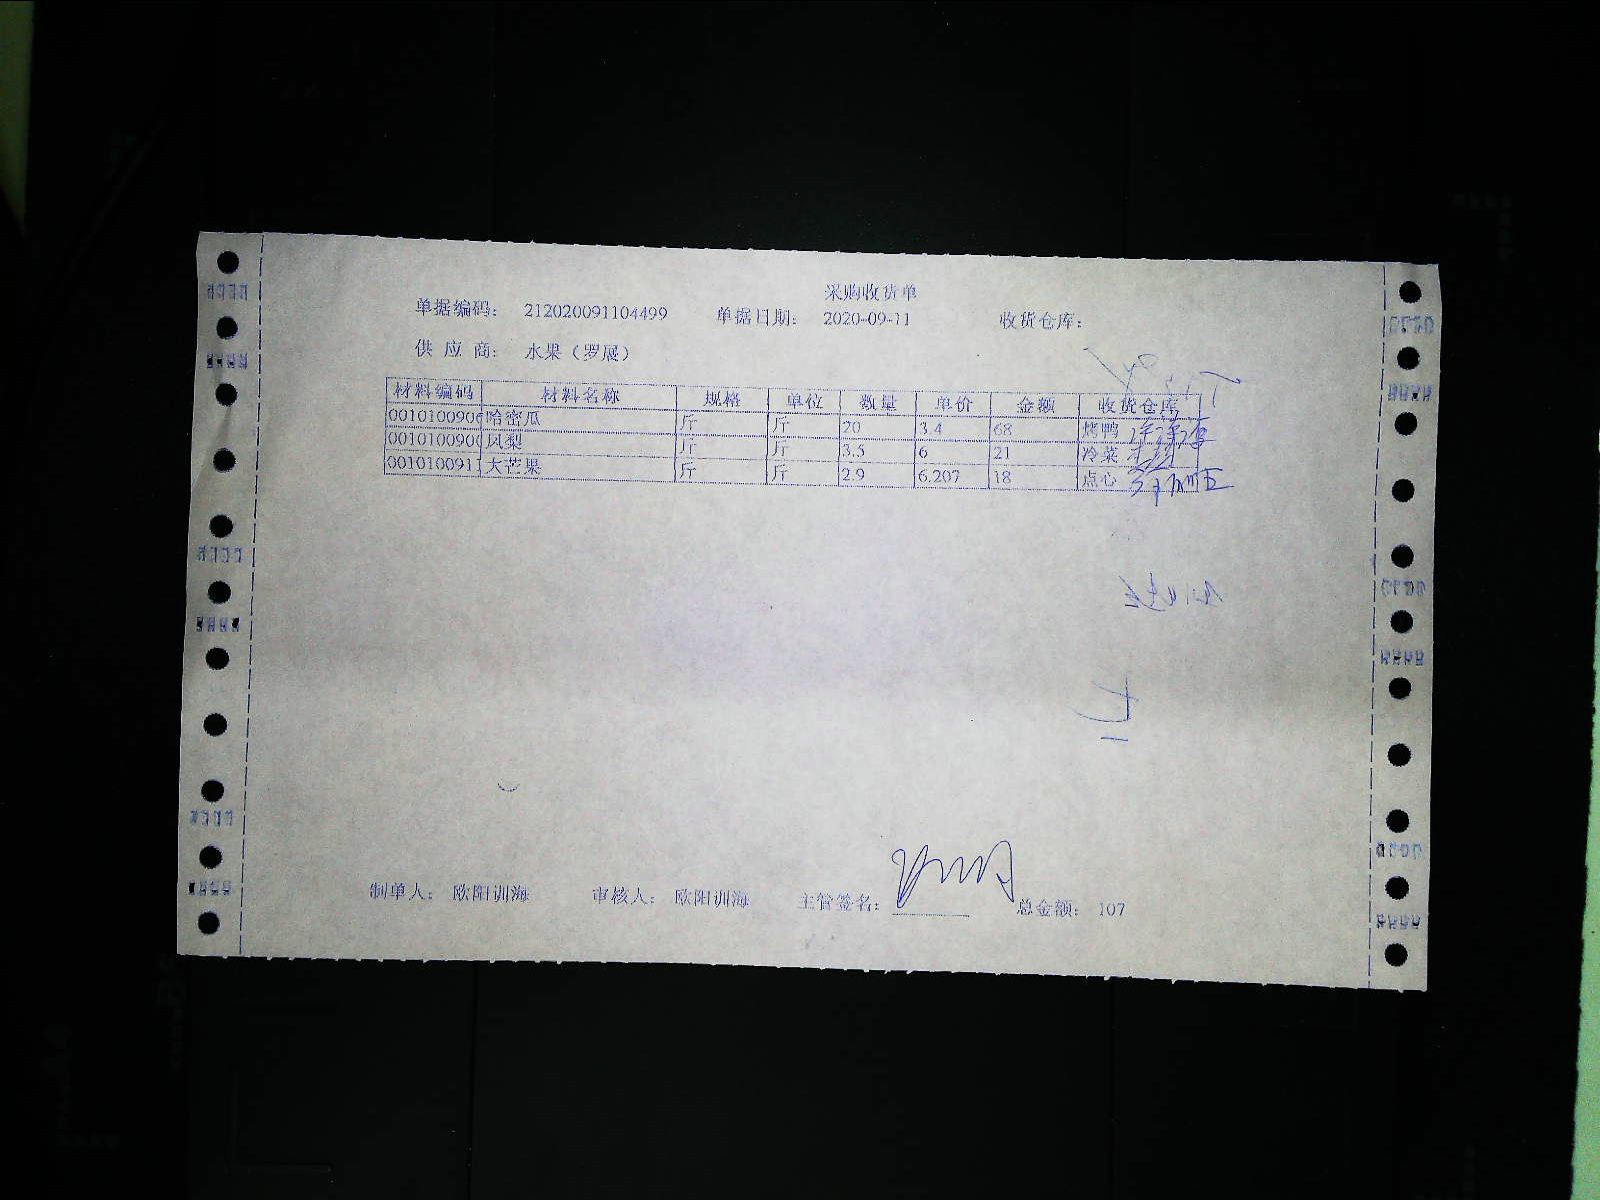 采购收货单
单据编码： 212020091104499 单据日期： 2020-09-11 收货仓库：
供 应 商： 水果（罗展）
材料编码 材料名称 规格 单位 数量 单价 金额 收货仓库
0010100906 哈密瓜 斤 斤 20 3.4 68 烤鸭
001010090 凤梨 斤 斤 3.5 6 21 冷菜
001010091 大芒果 斤 斤 2.9 6.207 18 点心
制单人： 欧阳训海 审核人： 欧阳训海 主管签名： 总金额： 107